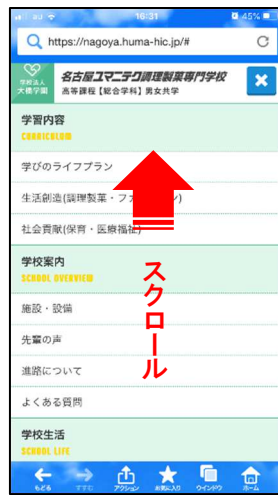 au 16:31 45%
https://nagoya.huma-hic.jp/#
学校法人
大橋学園
名古屋ユマニテク調理製菓専門学校
高等課程【総合学科】男女共学
学習内容
CURRICULUM
学びのライフプラン
生活創造(調理製菓・ファッション)
社会貢献(保育・医療福祉)
学校案内
SCHOOL OVERVIEW
施設・設備
先輩の声
進路について
よくある質問
学校生活
SCHOOL LIFE
スクロール
もどる すすむ アクション お気に入り ウインドウ ホーム